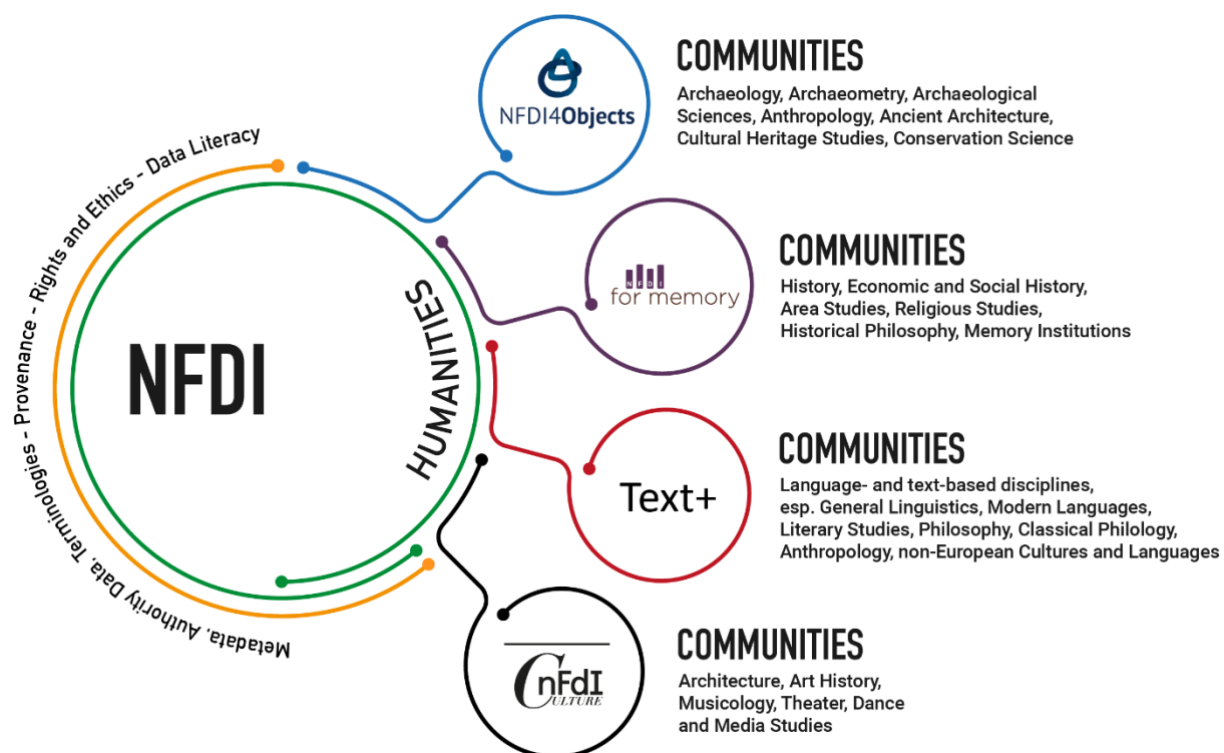 NFDI
HUMANITIES
Metadata, Authority Data, Terminologies - Provenance - Rights and Ethics - Data Literacy
NFDI4Objects
COMMUNITIES
Archaeology, Archaeometry, Archaeological
Sciences, Anthropology, Ancient Architecture,
Cultural Heritage Studies, Conservation Science
NFDI
for memory
COMMUNITIES
History, Economic and Social History,
Area Studies, Religious Studies,
Historical Philosophy, Memory Institutions
Text+
COMMUNITIES
Language- and text-based disciplines,
esp. General Linguistics, Modern Languages,
Literary Studies, Philosophy, Classical Philology,
Anthropology, non-European Cultures and Languages
nFdI
CULTURE
COMMUNITIES
Architecture, Art History,
Musicology, Theater, Dance
and Media Studies